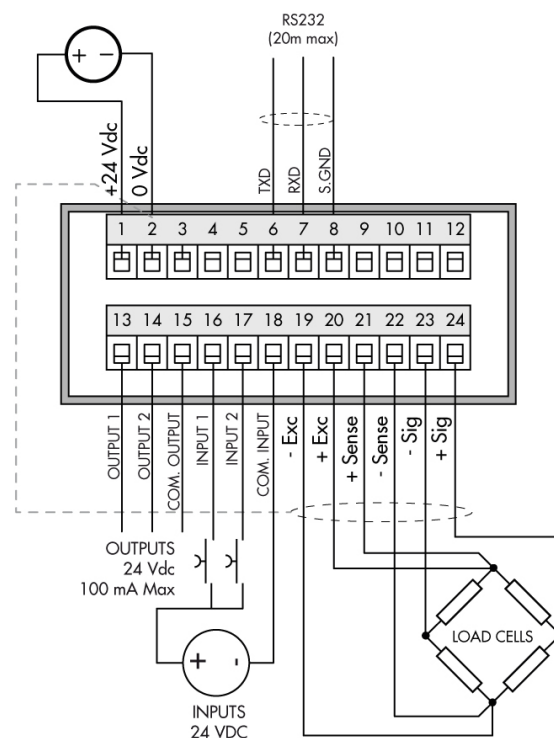 RS232
(20m max)
+ -
+24 Vdc
0 Vdc
TXD
RXD
S.GND
1 2 3 4 5 6 7 8 9 10 11 12
13 14 15 16 17 18 19 20 21 22 23 24
OUTPUT 1
OUTPUT 2
COM. OUTPUT
INPUT 1
INPUT 2
COM. INPUT
- Exc
+ Exc
+ Sense
- Sense
- Sig
+ Sig
OUTPUTS
24 Vdc
100 mA Max
LOAD CELLS
+ -
INPUTS
24 VDC